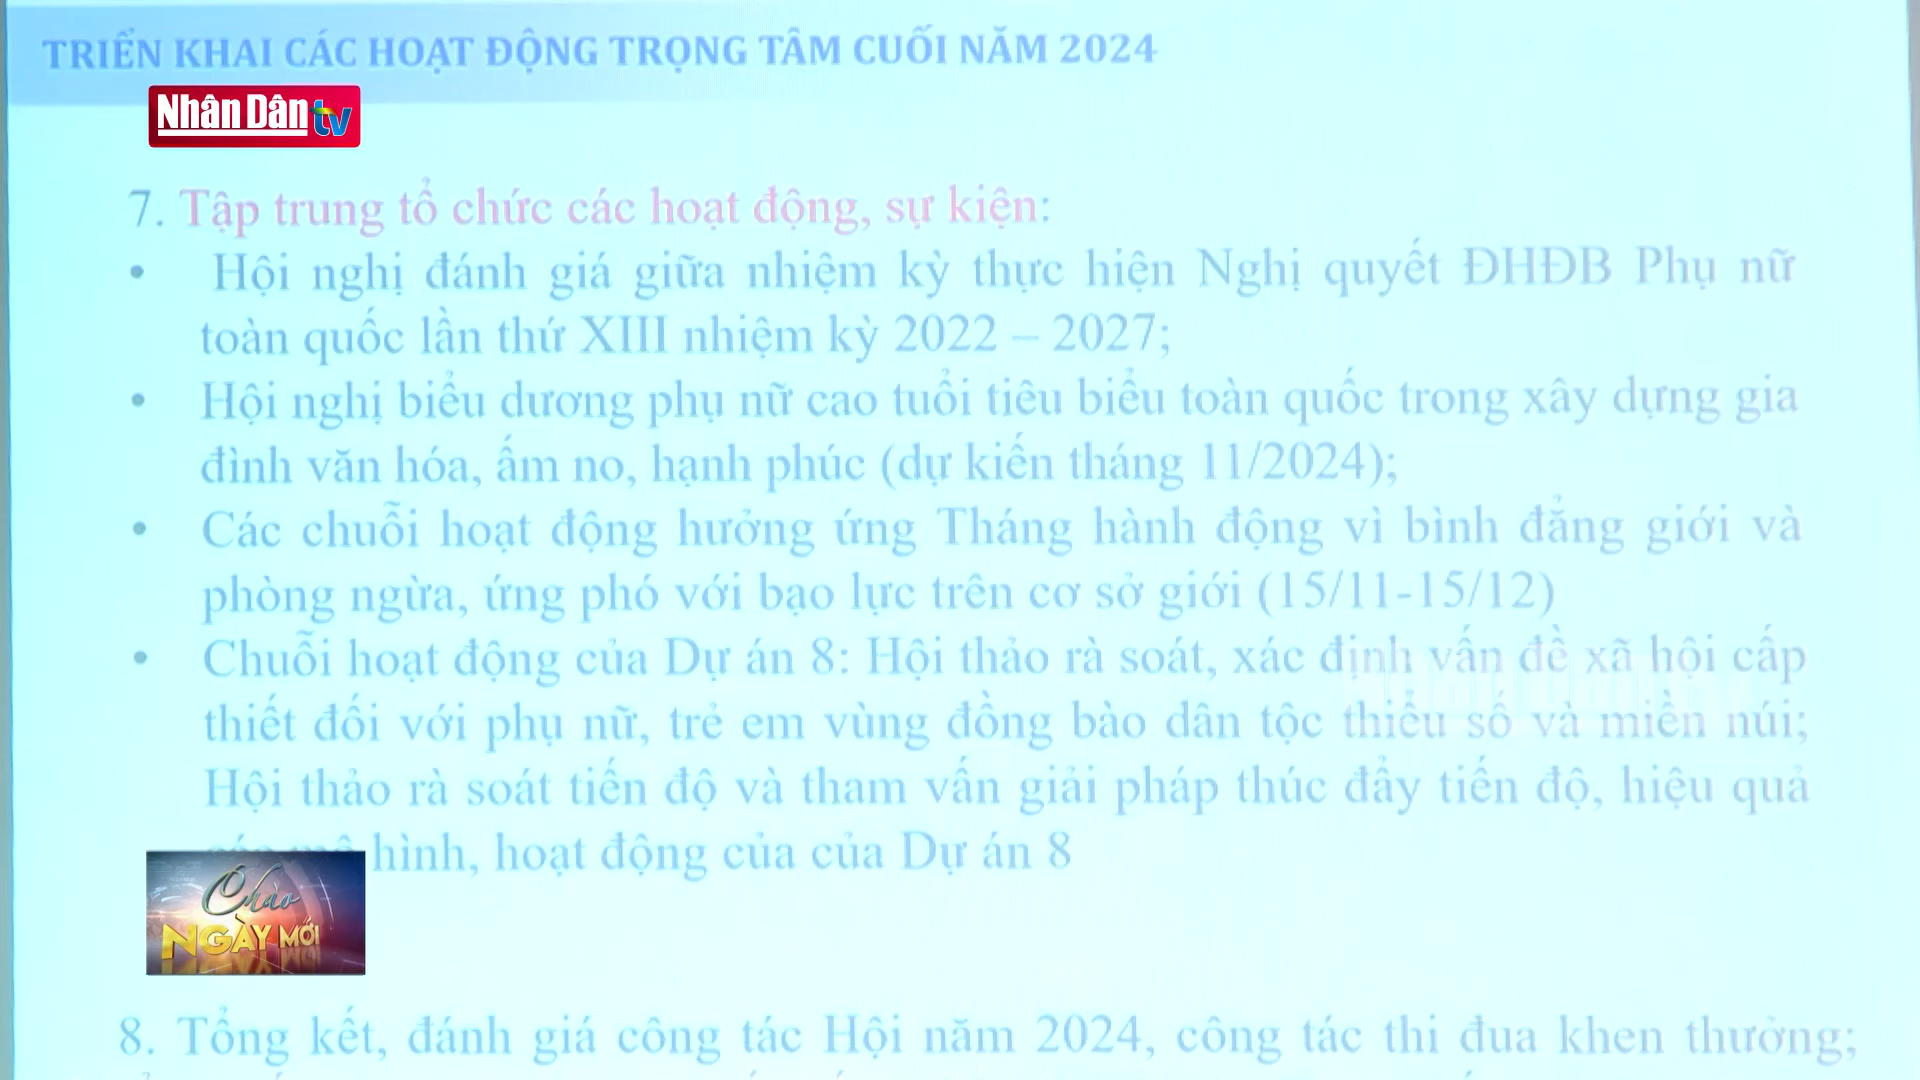 TRIỂN KHAI CÁC HOẠT ĐỘNG TRỌNG TÂM CUỐI NĂM 2024
Nhân Dân tv
7. Tập trung tổ chức các hoạt động, sự kiện:
• Hội nghị đánh giá giữa nhiệm kỳ thực hiện Nghị quyết ĐHĐB Phụ nữ
toàn quốc lần thứ XIII nhiệm kỳ 2022 – 2027;
• Hội nghị biểu dương phụ nữ cao tuổi tiêu biểu toàn quốc trong xây dựng gia
đình văn hóa, ấm no, hạnh phúc (dự kiến tháng 11/2024);
• Các chuỗi hoạt động hưởng ứng Tháng hành động vì bình đẳng giới và
phòng ngừa, ứng phó với bạo lực trên cơ sở giới (15/11-15/12)
• Chuỗi hoạt động của Dự án 8: Hội thảo rà soát, xác định vấn đề xã hội cấp
thiết đối với phụ nữ, trẻ em vùng đồng bào dân tộc thiểu số và miền núi;
Hội thảo rà soát tiến độ và tham vấn giải pháp thúc đẩy tiến độ, hiệu quả
hình, hoạt động của của Dự án 8
Chào
NGÀY MỚI
8. Tổng kết, đánh giá công tác Hội năm 2024, công tác thi đua khen thưởng;